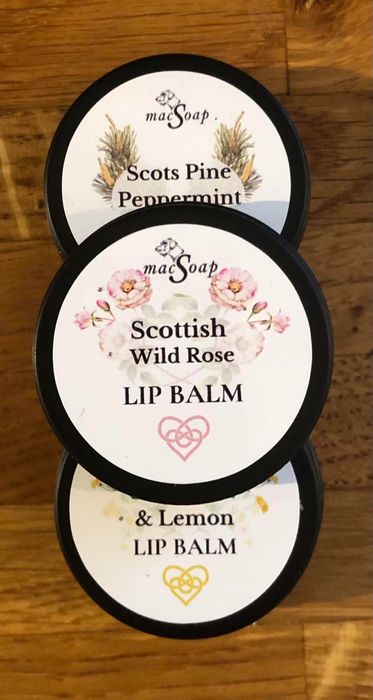 macSoap
Scots Pine
Peppermint
macSoap
Scottish
Wild Rose
LIP BALM
& Lemon
LIP BALM